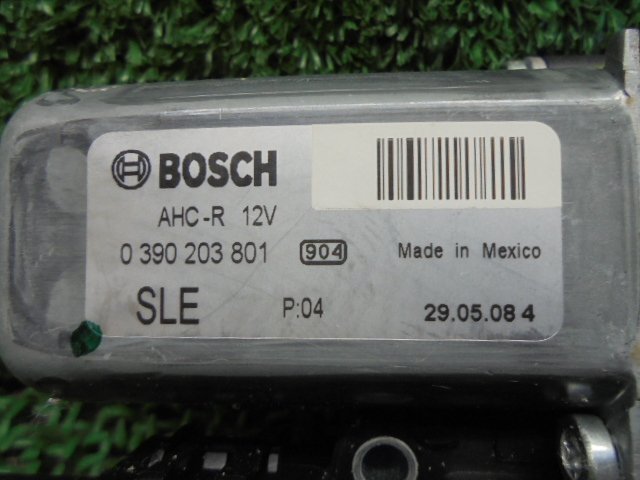 BOSCH
AHC-R 12V
0 390 203 801 904 Made in Mexico
SLE P:04 29.05.08 4